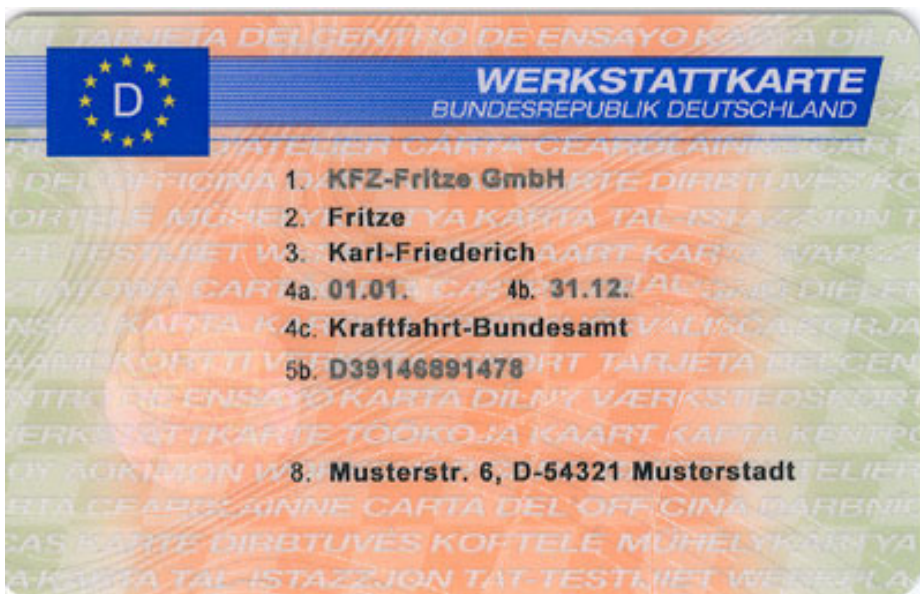 D
WERKSTATTKARTE
BUNDESREPUBLIK DEUTSCHLAND
1. KFZ-Fritze GmbH
2. Fritze
3. Karl-Friederich
4a. 01.01. 4b. 31.12.
4c. Kraftfahrt-Bundesamt
5b. D39146891478
8. Musterstr. 6, D-54321 Musterstadt